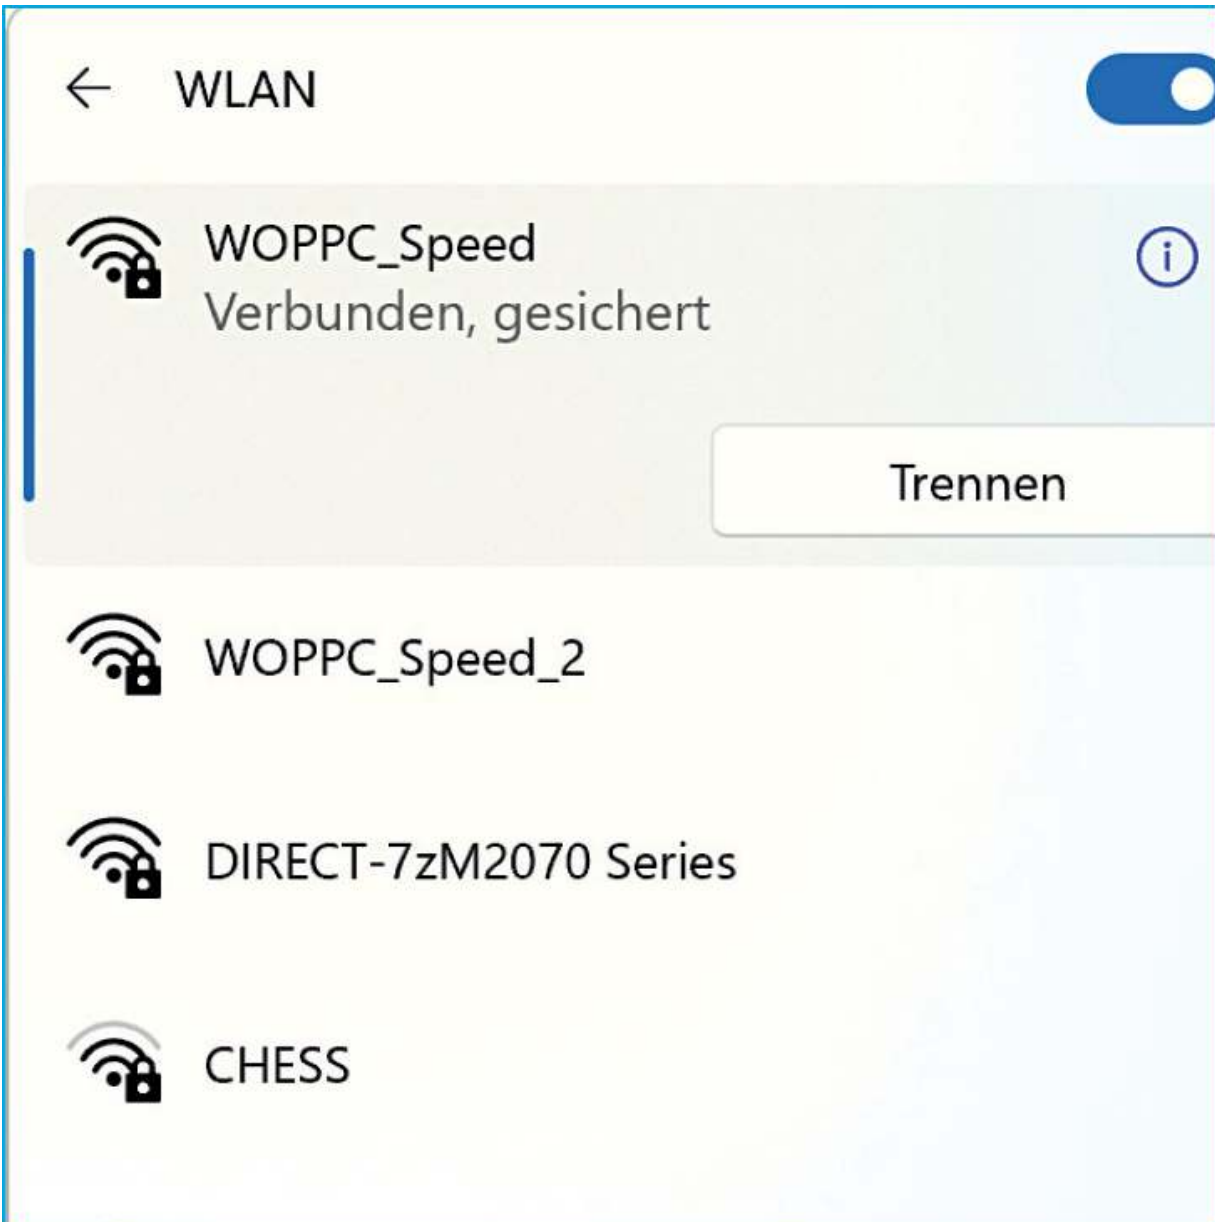 WLAN
WOPPC_Speed
Verbunden, gesichert
Trennen
WOPPC_Speed_2
DIRECT-7zM2070 Series
CHESS